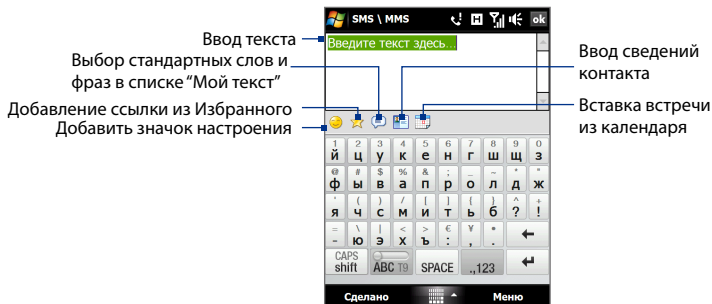 SMS \ MMS H ok
Введите текст здесь...
Ввод текста
Выбор стандартных слов и
фраз в списке “Мой текст”
Добавление ссылки из Избранного
Добавить значок настроения
Ввод сведений
контакта
Вставка встречи
из календаря
1 2 3 4 5 6 7 8 9 0
й ц у к е н г ш щ з
@ # $ % & ; _ - ' "
ф ы в а п р о л д ж
' ( ) / [ ] { } ^ +
я ч с м и т ь б ? !
= \ | < > € ¥ •
- ю э х ъ : , . ←
CAPS
shift ABC T9 SPACE .,123 ↵
Сделано Меню